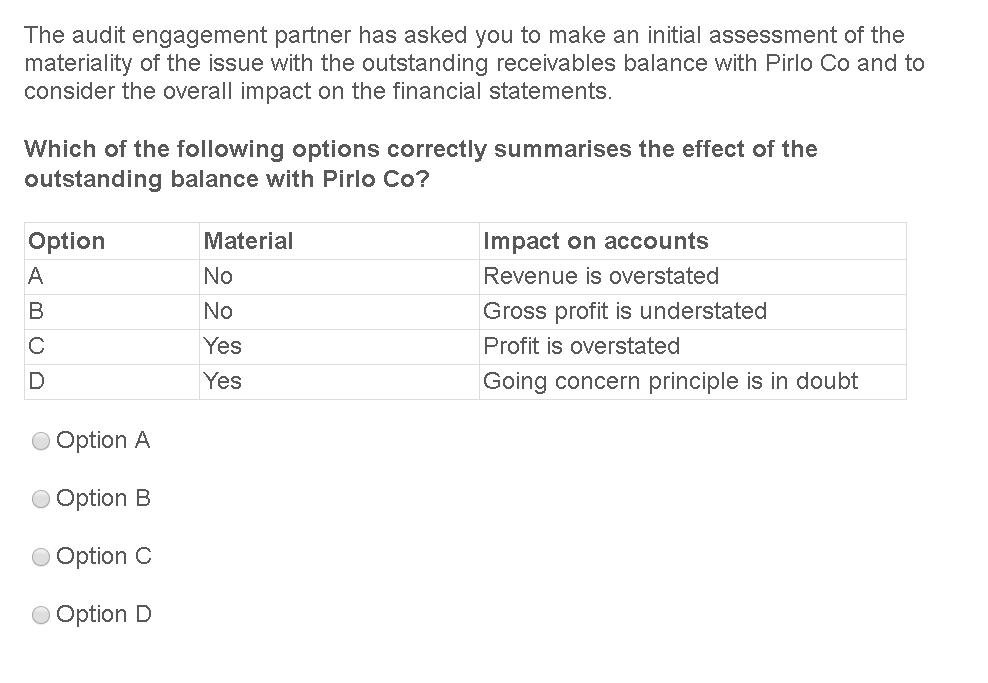 The audit engagement partner has asked you to make an initial assessment of the
materiality of the issue with the outstanding receivables balance with Pirlo Co and to
consider the overall impact on the financial statements.
Which of the following options correctly summarises the effect of the
outstanding balance with Pirlo Co?
Option Material Impact on accounts
A No Revenue is overstated
B No Gross profit is understated
C Yes Profit is overstated
D Yes Going concern principle is in doubt
Option A
Option B
Option C
Option D